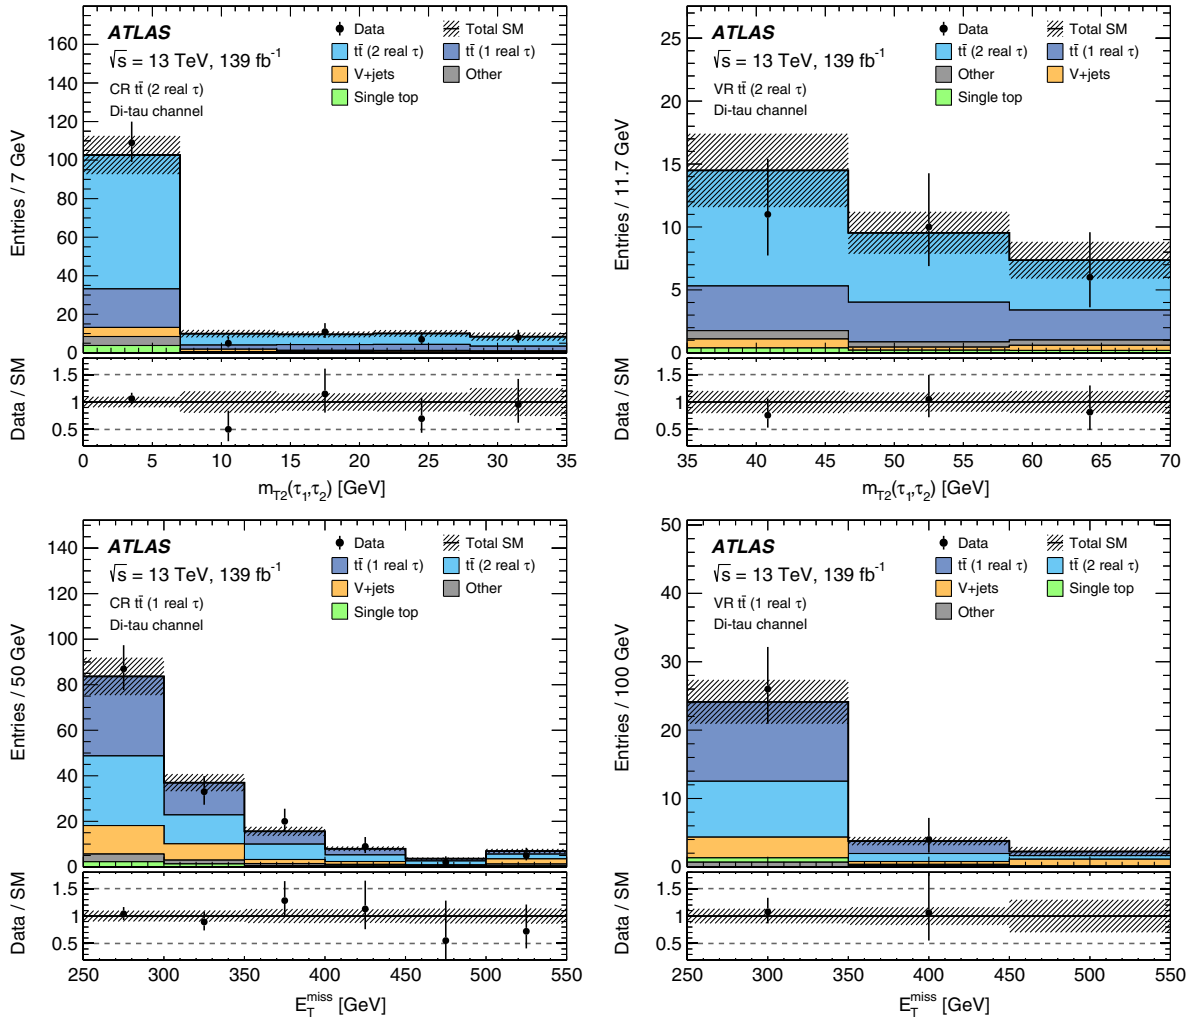 ATLAS
√s = 13 TeV, 139 fb⁻¹
CR tt̄ (2 real τ)
Di-tau channel
Data
Total SM
tt̄ (2 real τ)
tt̄ (1 real τ)
V+jets
Other
Single top
Entries / 7 GeV
160
140
120
100
80
60
40
20
0
Data / SM
1.5
1
0.5
0 5 10 15 20 25 30 35
m_T2(τ₁,τ₂) [GeV]
ATLAS
√s = 13 TeV, 139 fb⁻¹
VR tt̄ (2 real τ)
Di-tau channel
Data
Total SM
tt̄ (2 real τ)
tt̄ (1 real τ)
Other
V+jets
Single top
Entries / 11.7 GeV
25
20
15
10
5
0
Data / SM
1.5
1
0.5
35 40 45 50 55 60 65 70
m_T2(τ₁,τ₂) [GeV]
ATLAS
√s = 13 TeV, 139 fb⁻¹
CR tt̄ (1 real τ)
Di-tau channel
Data
Total SM
tt̄ (1 real τ)
tt̄ (2 real τ)
V+jets
Other
Single top
Entries / 50 GeV
140
120
100
80
60
40
20
0
Data / SM
1.5
1
0.5
250 300 350 400 450 500 550
E_T^miss [GeV]
ATLAS
√s = 13 TeV, 139 fb⁻¹
VR tt̄ (1 real τ)
Di-tau channel
Data
Total SM
tt̄ (1 real τ)
tt̄ (2 real τ)
V+jets
Single top
Other
Entries / 100 GeV
50
40
30
20
10
0
Data / SM
1.5
1
0.5
250 300 350 400 450 500 550
E_T^miss [GeV]